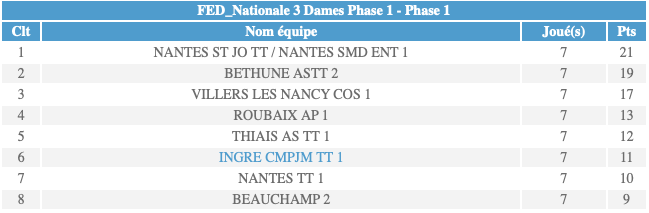 FED_Nationale 3 Dames Phase 1 - Phase 1
Clt Nom équipe Joué(s) Pts
1 NANTES ST JO TT / NANTES SMD ENT 1 7 21
2 BETHUNE ASTT 2 7 19
3 VILLERS LES NANCY COS 1 7 17
4 ROUBAIX AP 1 7 13
5 THIAIS AS TT 1 7 12
6 INGRE CMPJM TT 1 7 11
7 NANTES TT 1 7 10
8 BEAUCHAMP 2 7 9